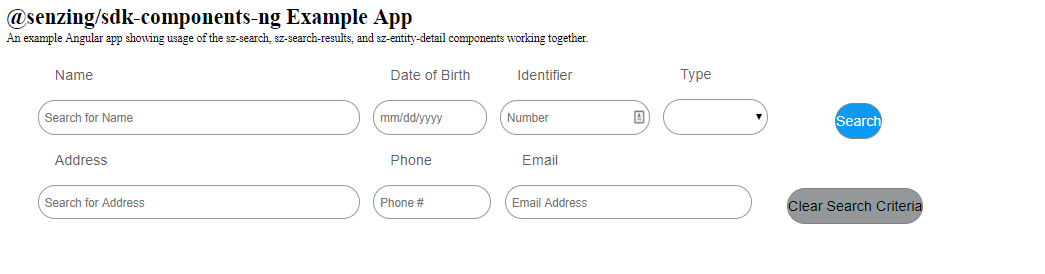 @senzing/sdk-components-ng Example App
An example Angular app showing usage of the sz-search, sz-search-results, and sz-entity-detail components working together.
Name Date of Birth Identifier Type
Search for Name mm/dd/yyyy Number Search
Address Phone Email
Search for Address Phone # Email Address Clear Search Criteria